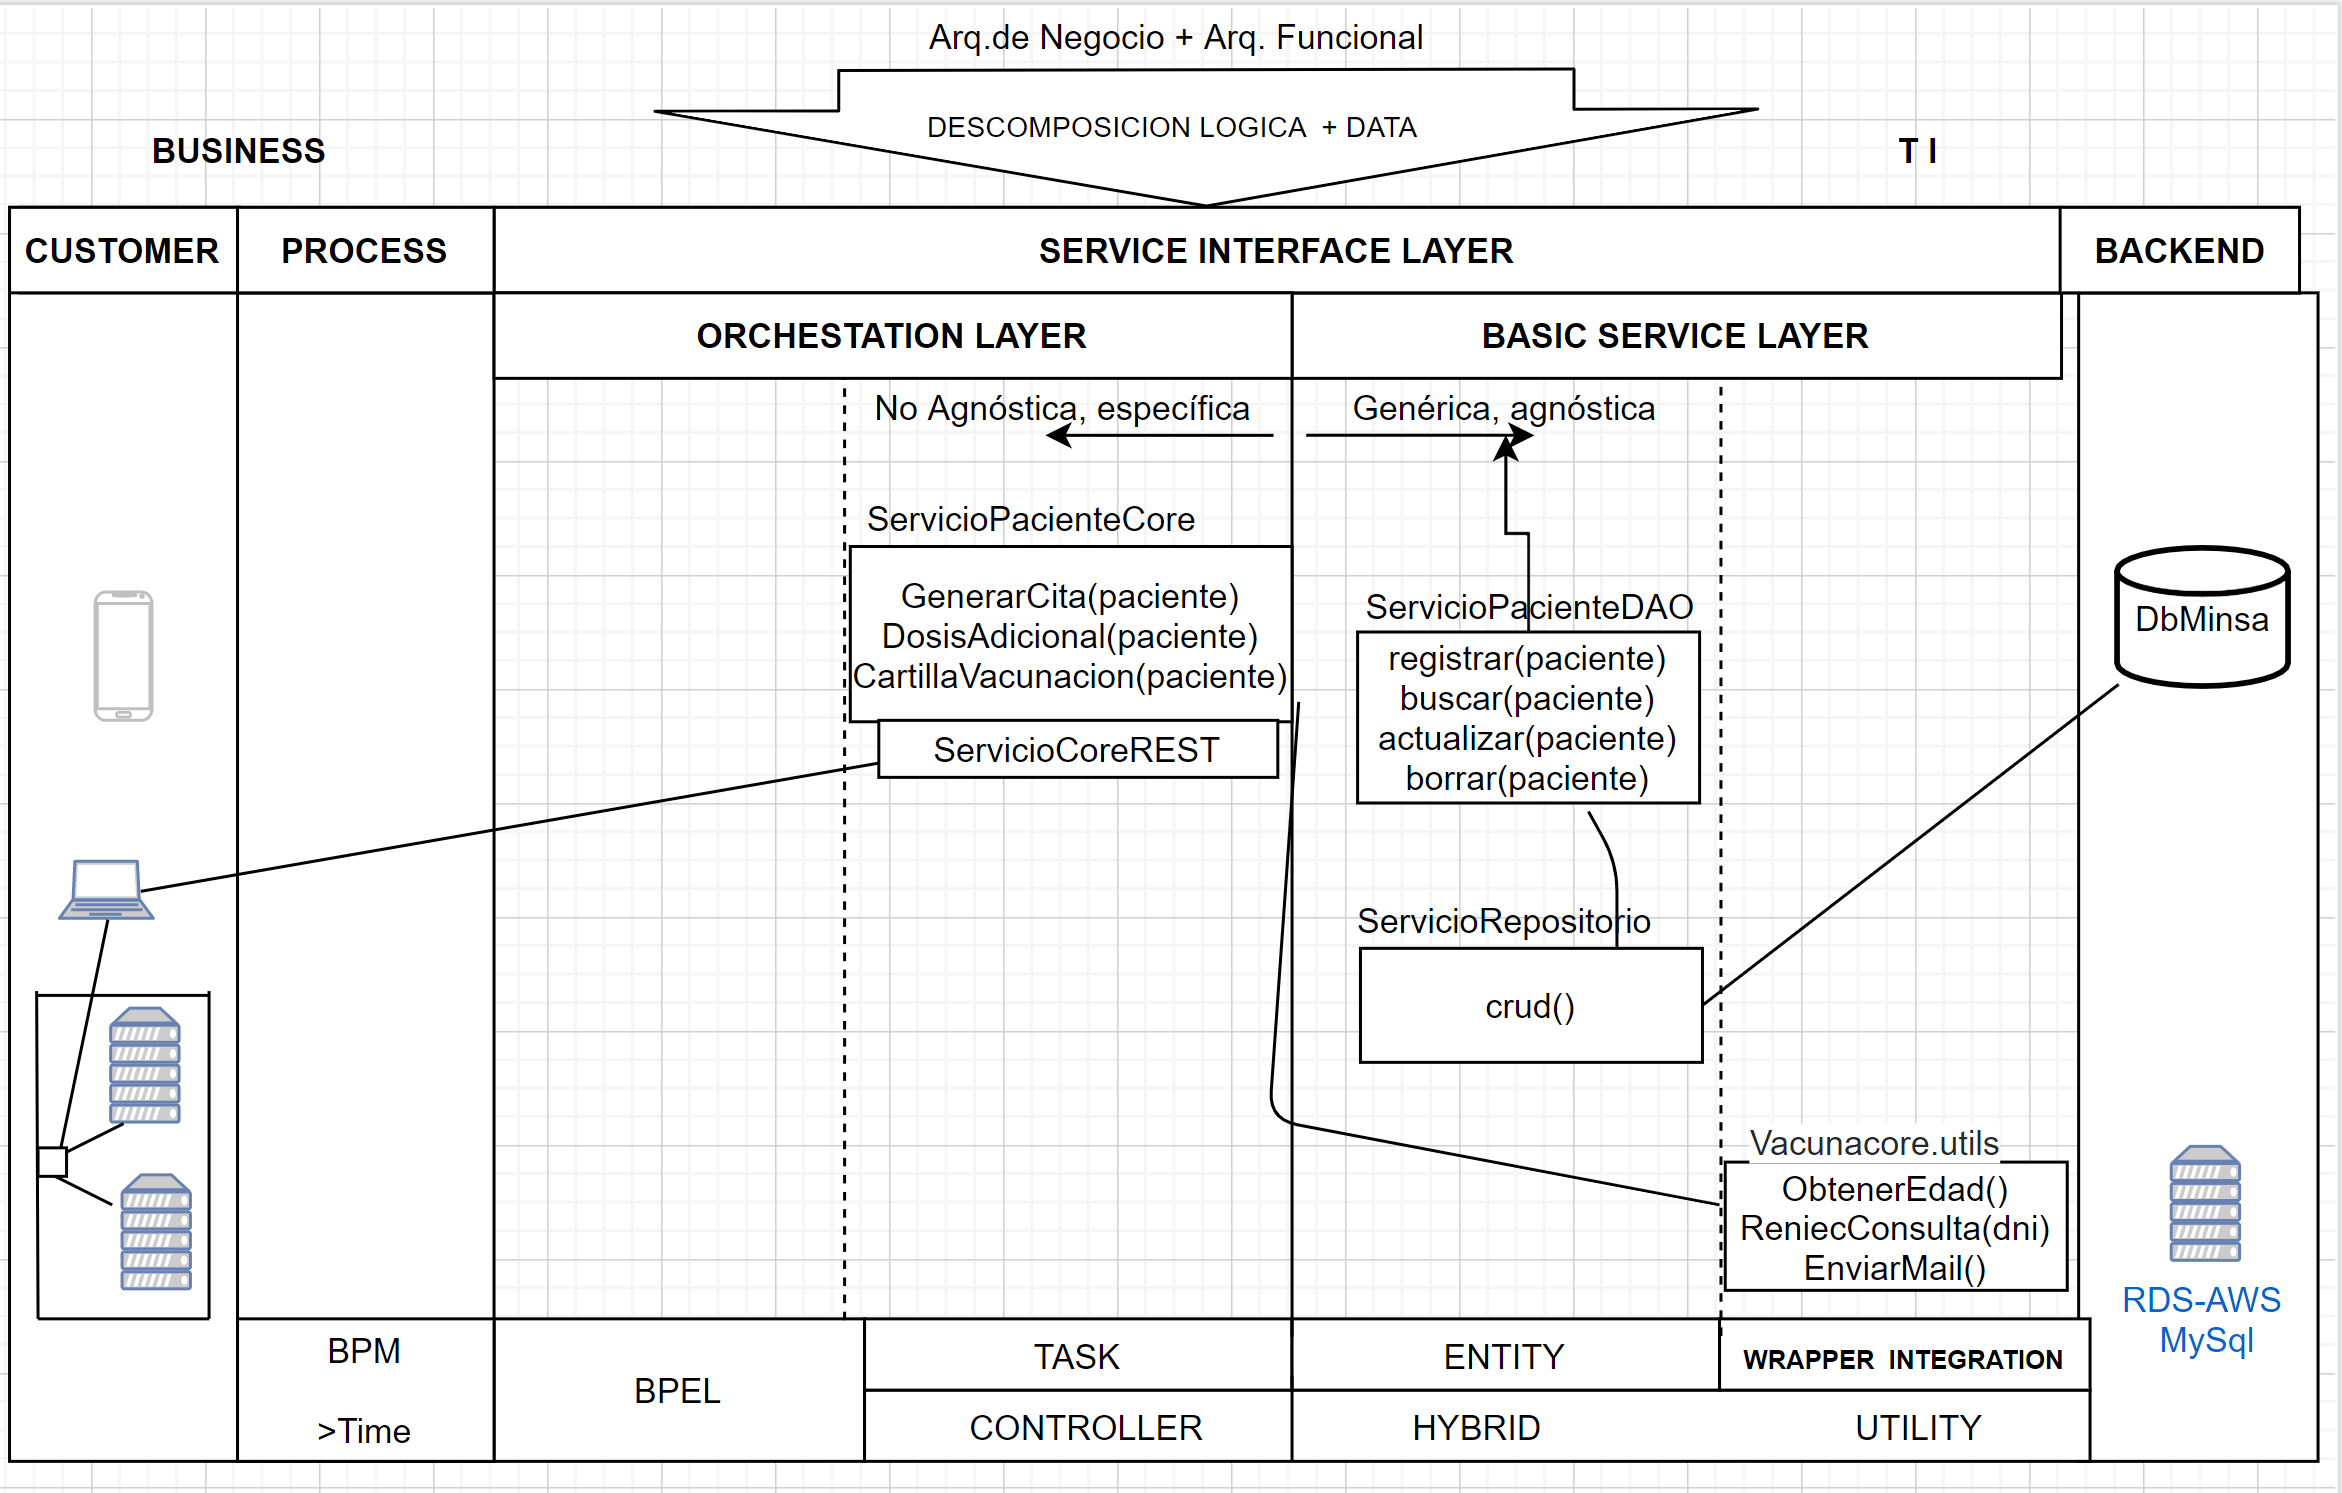 Arq.de Negocio + Arq. Funcional
DESCOMPOSICION LOGICA + DATA
BUSINESS
T I
CUSTOMER
PROCESS
SERVICE INTERFACE LAYER
BACKEND
ORCHESTATION LAYER
BASIC SERVICE LAYER
No Agnóstica, específica
Genérica, agnóstica
ServicioPacienteCore
GenerarCita(paciente)
DosisAdicional(paciente)
CartillaVacunacion(paciente)
ServicioCoreREST
ServicioPacienteDAO
registrar(paciente)
buscar(paciente)
actualizar(paciente)
borrar(paciente)
DbMinsa
ServicioRepositorio
crud()
Vacunacore.utils
ObtenerEdad()
ReniecConsulta(dni)
EnviarMail()
RDS-AWS
MySql
BPM
>Time
BPEL
TASK
ENTITY
WRAPPER INTEGRATION
CONTROLLER
HYBRID
UTILITY